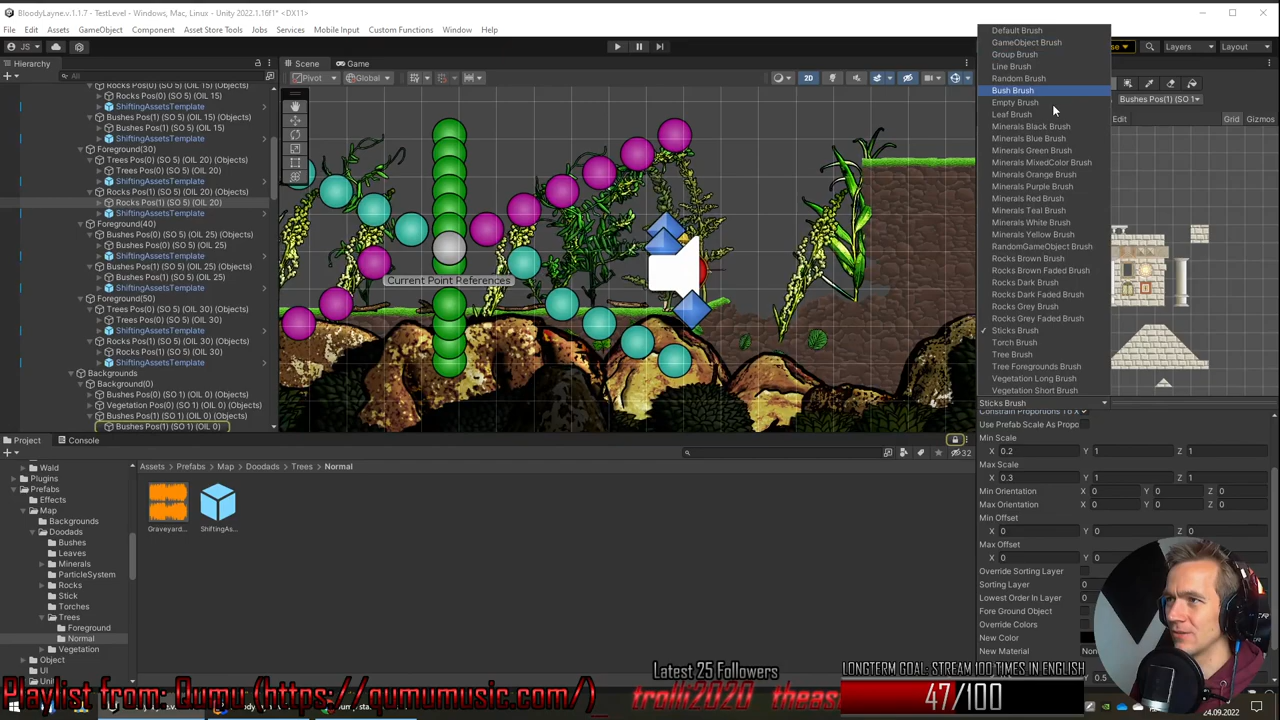 BloodyLayne.v.1.1.7 - TestLevel - Windows, Mac, Linux - Unity 2022.1.16f1* <DX11>
File Edit Assets GameObject Component Asset Store Tools Jobs Services Mobile Input Custom Functions Window Help
JS
Layers Layout
Hierarchy
Scene Game
All
Pivot Global 2D
Rocks Pos(0) (SO 5) (OIL 15) (Objects)
Rocks Pos(0) (SO 5) (OIL 15)
ShiftingAssetsTemplate
Bushes Pos(1) (SO 5) (OIL 15) (Objects)
Bushes Pos(1) (SO 5) (OIL 15)
ShiftingAssetsTemplate
Foreground(30)
Trees Pos(0) (SO 5) (OIL 20) (Objects)
Trees Pos(0) (SO 5) (OIL 20)
ShiftingAssetsTemplate
Rocks Pos(1) (SO 5) (OIL 20) (Objects)
Rocks Pos(1) (SO 5) (OIL 20)
ShiftingAssetsTemplate
Foreground(40)
Bushes Pos(0) (SO 5) (OIL 25) (Objects)
Bushes Pos(0) (SO 5) (OIL 25)
ShiftingAssetsTemplate
Bushes Pos(1) (SO 5) (OIL 25) (Objects)
Bushes Pos(1) (SO 5) (OIL 25)
ShiftingAssetsTemplate
Foreground(50)
Trees Pos(0) (SO 5) (OIL 30) (Objects)
Trees Pos(0) (SO 5) (OIL 30)
ShiftingAssetsTemplate
Rocks Pos(1) (SO 5) (OIL 30) (Objects)
Rocks Pos(1) (SO 5) (OIL 30)
ShiftingAssetsTemplate
Backgrounds
Background(0)
Bushes Pos(0) (SO 1) (OIL 0) (Objects)
Vegetation Pos(0) (SO 1) (OIL 0) (Objects)
Bushes Pos(1) (SO 1) (OIL 0) (Objects)
Bushes Pos(1) (SO 1) (OIL 0)
Current Point References
Default Brush
GameObject Brush
Group Brush
Line Brush
Random Brush
Bush Brush
Empty Brush
Leaf Brush
Minerals Black Brush
Minerals Blue Brush
Minerals Green Brush
Minerals MixedColor Brush
Minerals Orange Brush
Minerals Purple Brush
Minerals Red Brush
Minerals Teal Brush
Minerals White Brush
Minerals Yellow Brush
RandomGameObject Brush
Rocks Brown Brush
Rocks Brown Faded Brush
Rocks Dark Brush
Rocks Dark Faded Brush
Rocks Grey Brush
Rocks Grey Faded Brush
Sticks Brush
Torch Brush
Tree Brush
Tree Foregrounds Brush
Vegetation Long Brush
Vegetation Short Brush
Bushes Pos(1) (SO 1
Edit Grid Gizmos
Sticks Brush
Constrain Proportions To X
Use Prefab Scale As Propo
Min Scale
X 0.2 Y 1 Z 1
Max Scale
X 0.3 Y 1 Z 1
Min Orientation X 0 Y 0 Z 0
Max Orientation X 0 Y 0 Z 0
Min Offset
X 0 Y 0 Z 0
Max Offset
X 0 Y 0
Override Sorting Layer
Sorting Layer 0
Lowest Order In Layer 0
Fore Ground Object
Override Colors
New Color
New Material Non
0.5
Project Console
32
Wald
Plugins
Prefabs
Effects
Map
Backgrounds
Doodads
Bushes
Leaves
Minerals
ParticleSystem
Rocks
Stick
Torches
Trees
Foreground
Normal
Vegetation
Object
UI
Assets > Prefabs > Map > Doodads > Trees > Normal
Graveyard... ShiftingAs...
Playlist from: Qumu (https://qumumusic.com/)_
Latest 25 Followers
trolli2020 theas
LONGTERM GOAL: STREAM 100 TIMES IN ENGLISH
47/100
24.09.2022